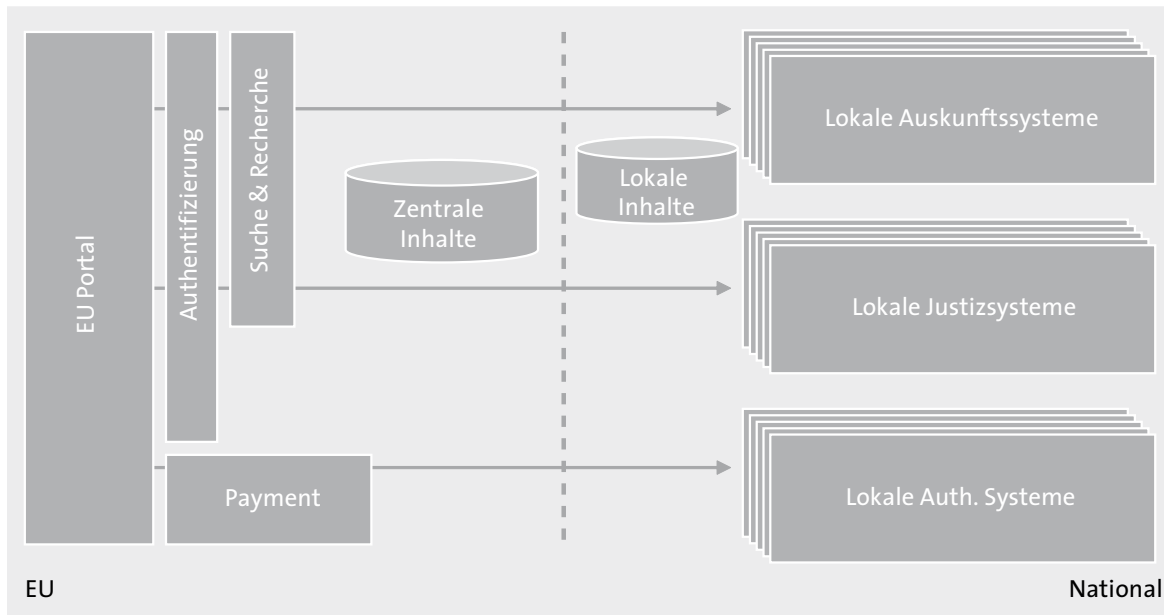 EU Portal
Authentifizierung
Suche & Recherche
Zentrale
Inhalte
Payment
Lokale
Inhalte
Lokale Auskunftssysteme
Lokale Justizsysteme
Lokale Auth. Systeme
EU
National